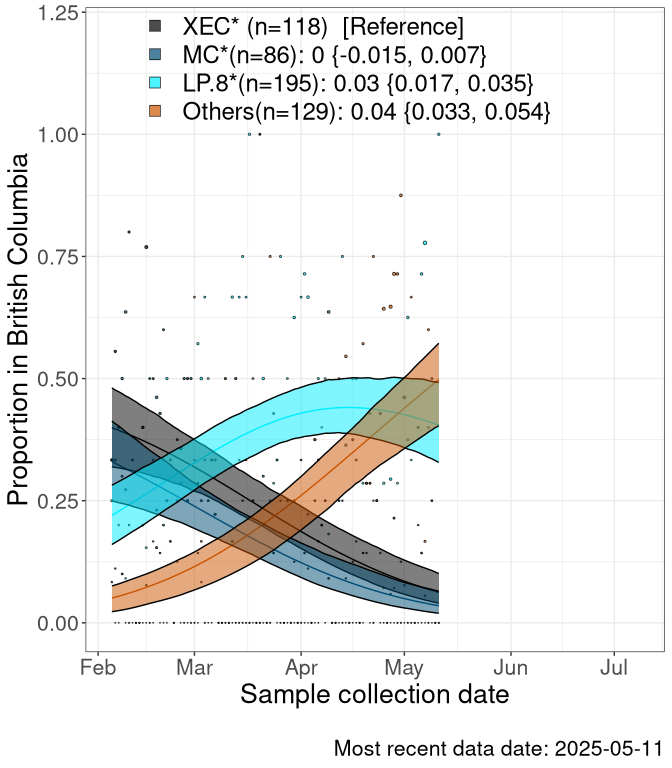 XEC* (n=118)  [Reference]
MC*(n=86): 0 {-0.015, 0.007}
LP.8*(n=195): 0.03 {0.017, 0.035}
Others(n=129): 0.04 {0.033, 0.054}
1.25
1.00
0.75
0.50
0.25
0.00
Proportion in British Columbia
Feb Mar Apr May Jun Jul
Sample collection date
Most recent data date: 2025-05-11